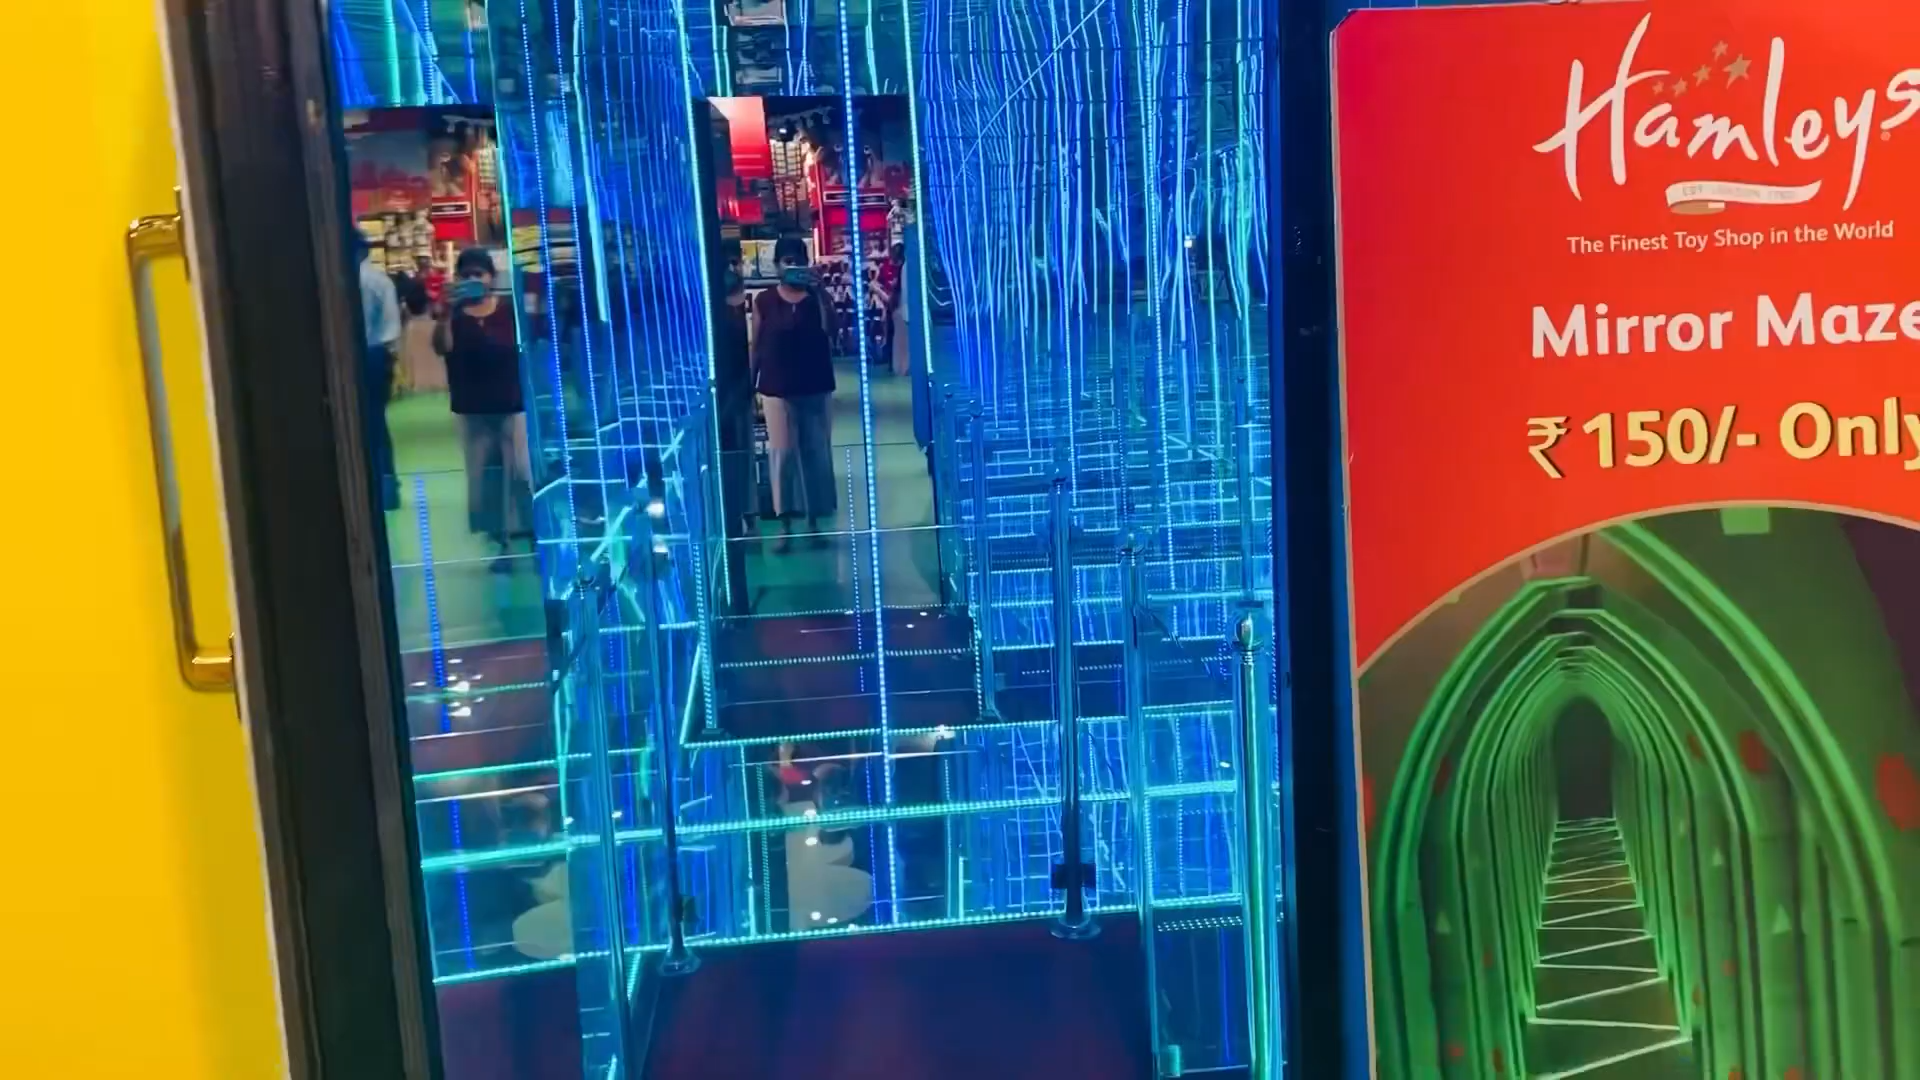 Hamleys
The Finest Toy Shop in the World
Mirror Maze
₹150/- Only